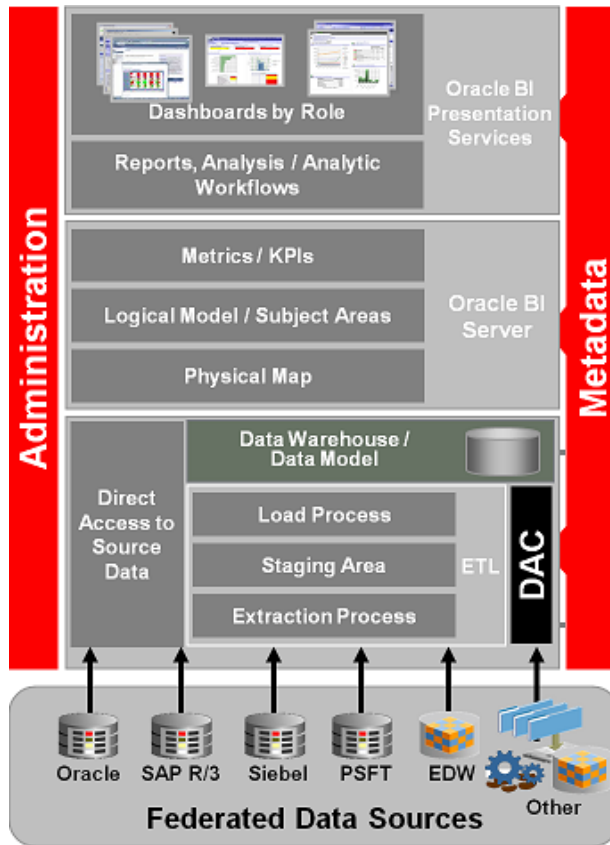 Administration
Metadata
Dashboards by Role
Reports, Analysis / Analytic
Workflows
Oracle BI
Presentation
Services
Metrics / KPIs
Logical Model / Subject Areas
Physical Map
Oracle BI
Server
Direct
Access to
Source
Data
Data Warehouse /
Data Model
Load Process
Staging Area
Extraction Process
ETL
DAC
Oracle
SAP R/3
Siebel
PSFT
EDW
Other
Federated Data Sources